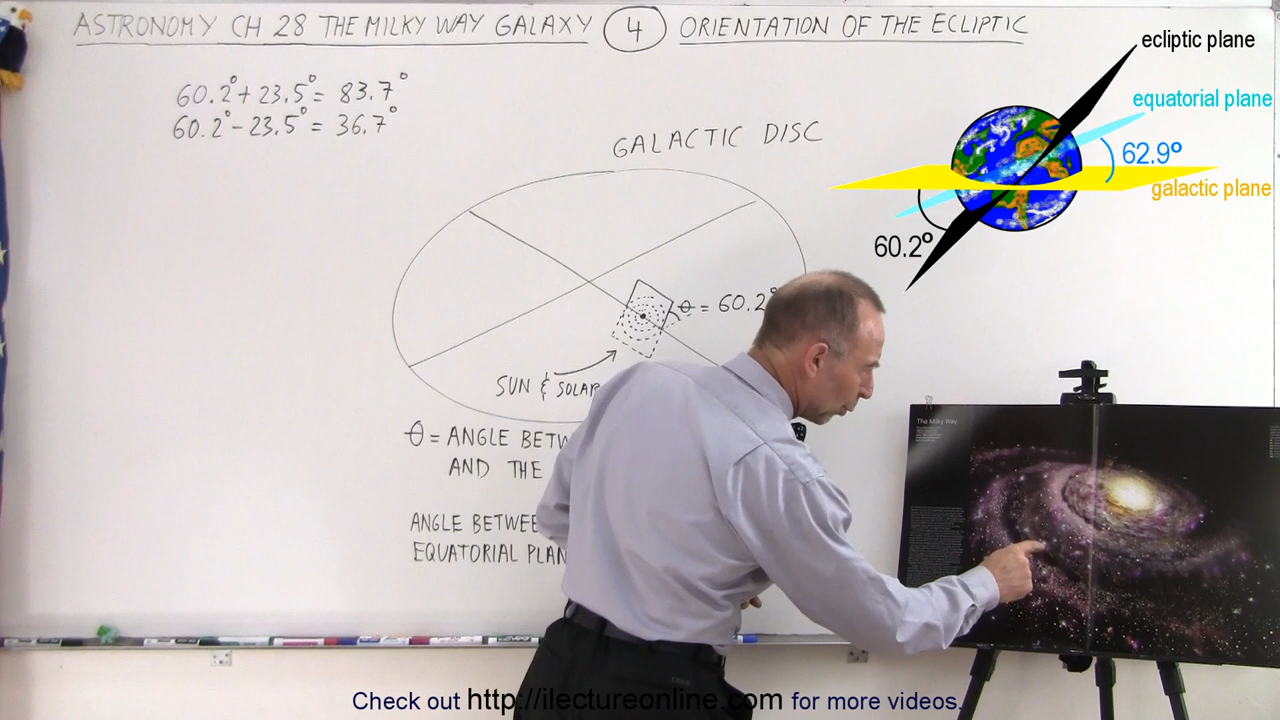 ASTRONOMY CH 28 THE MILKY WAY GALAXY 4 ORIENTATION OF THE ECLIPTIC
60.2°+23.5°= 83.7°
60.2°-23.5°= 36.7°
GALACTIC DISC
ecliptic plane
equatorial plane
62.9º
galactic plane
60.2º
θ= 60.2°
SUN & SOLAR
θ= ANGLE BETW
AND THE
ANGLE BETWEE
EQUATORIAL PLAN
The Milky Way
Check out http://ilectureonline.com for more videos.